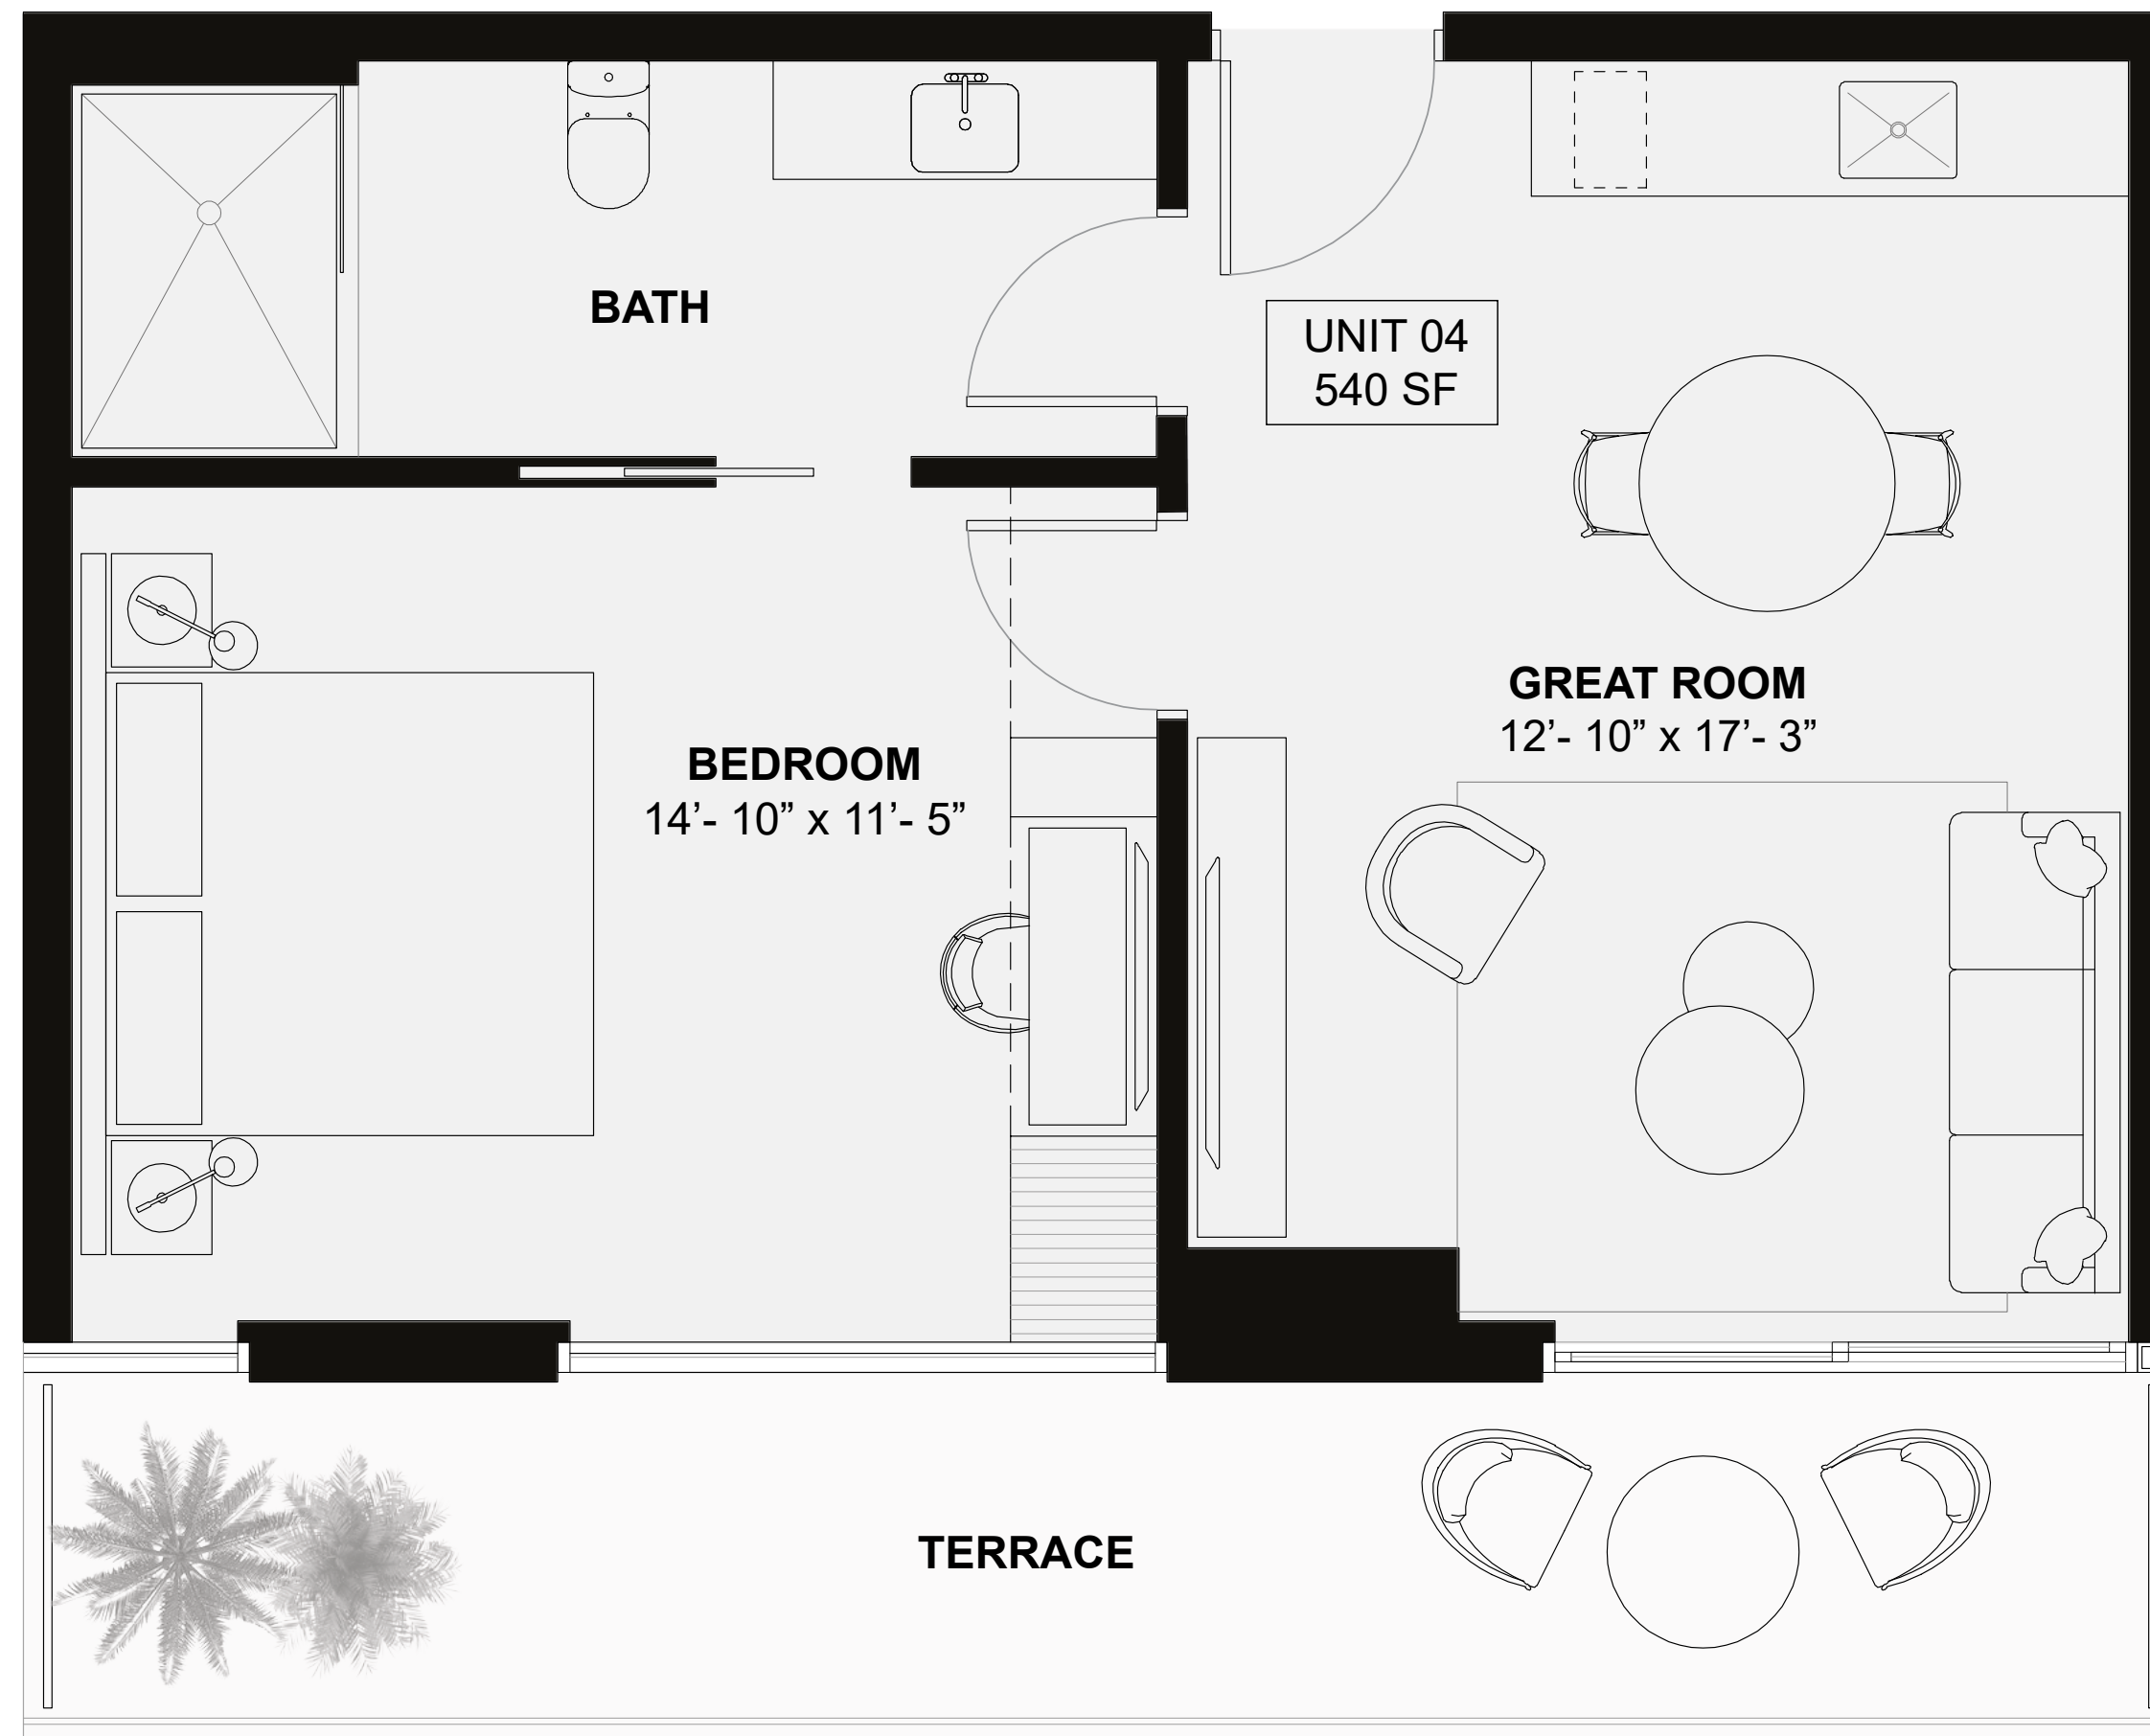 BATH
UNIT 04
540 SF
GREAT ROOM
12’- 10” x 17’- 3”
BEDROOM
14’- 10” x 11’- 5”
TERRACE